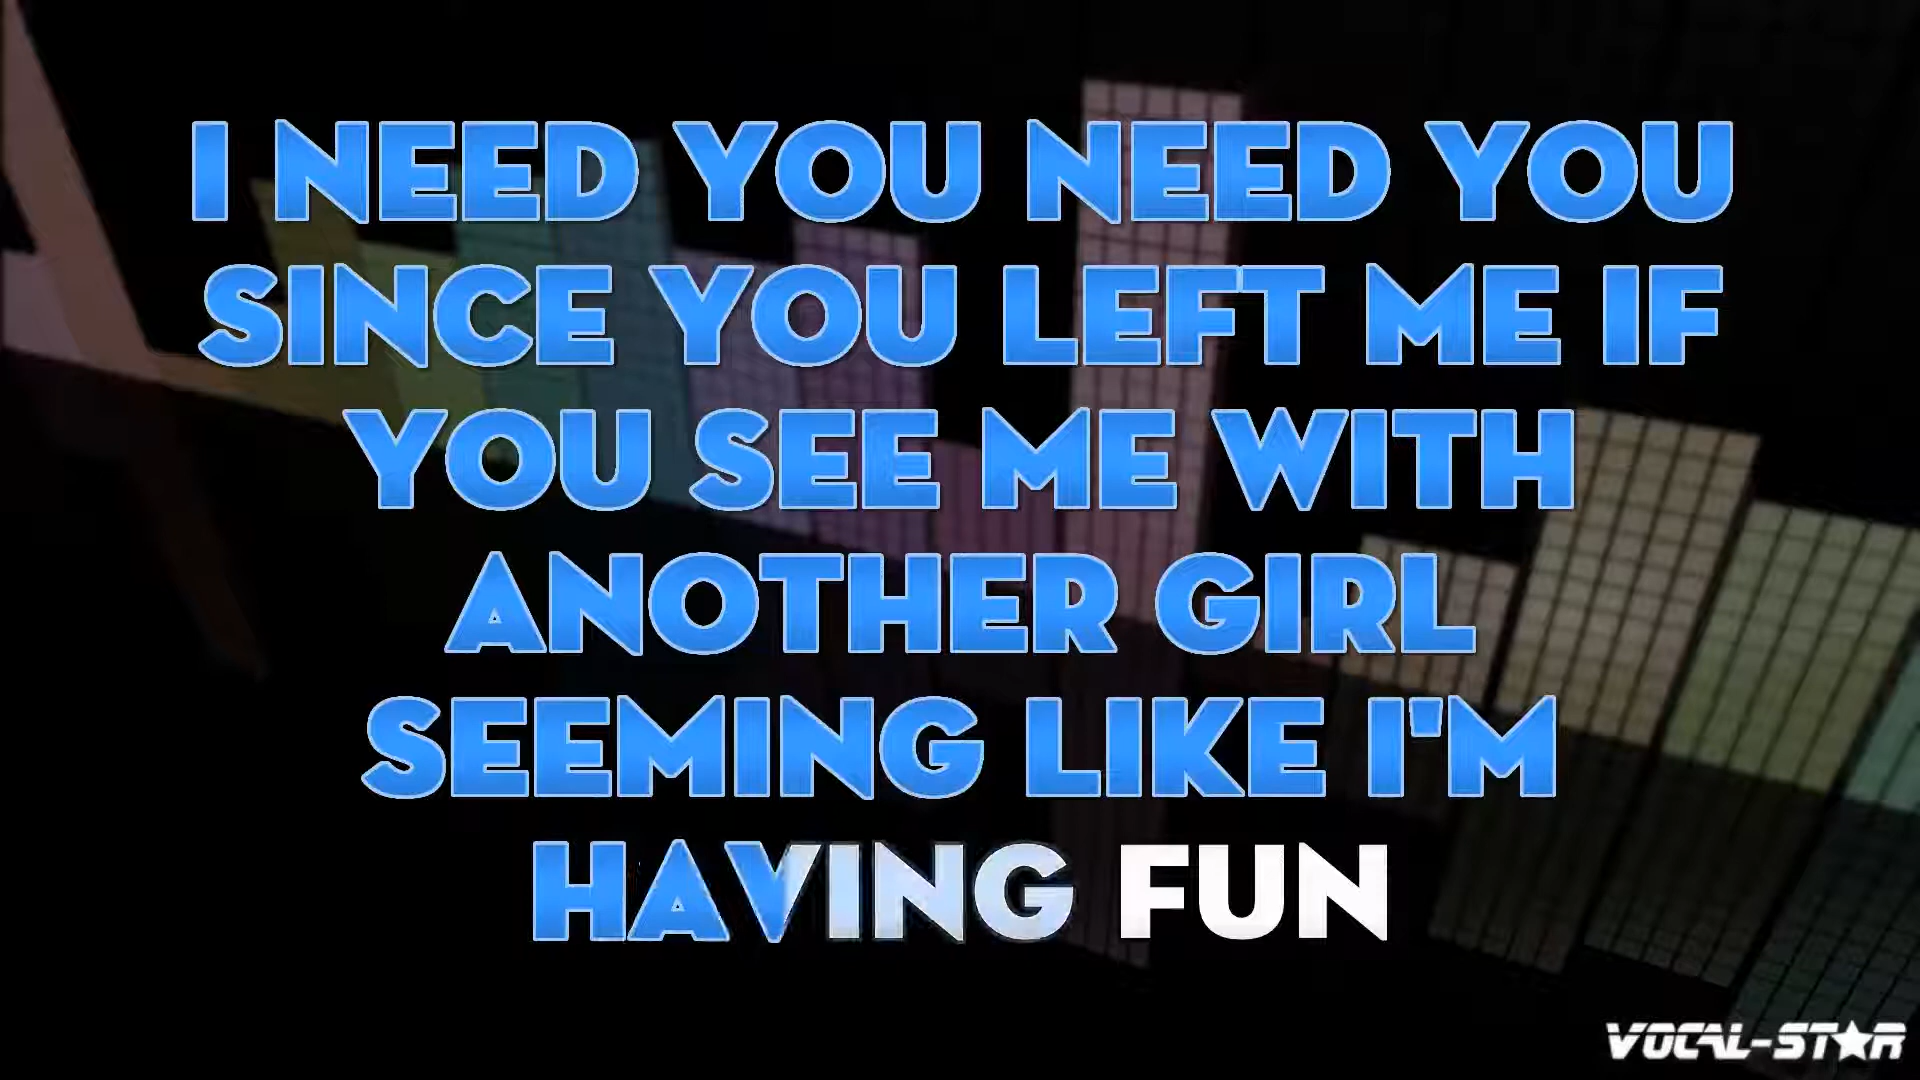 I NEED YOU NEED YOU
SINCE YOU LEFT ME IF
YOU SEE ME WITH
ANOTHER GIRL
SEEMING LIKE I'M
HAVING FUN
VOCAL-STAR